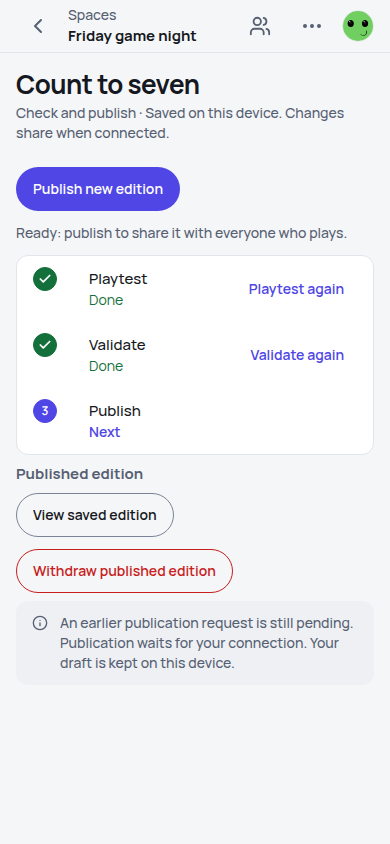 Spaces
Friday game night
Count to seven
Check and publish · Saved on this device. Changes
share when connected.
Publish new edition
Ready: publish to share it with everyone who plays.
Playtest
Done
Playtest again
Validate
Done
Validate again
3
Publish
Next
Published edition
View saved edition
Withdraw published edition
An earlier publication request is still pending.
Publication waits for your connection. Your
draft is kept on this device.